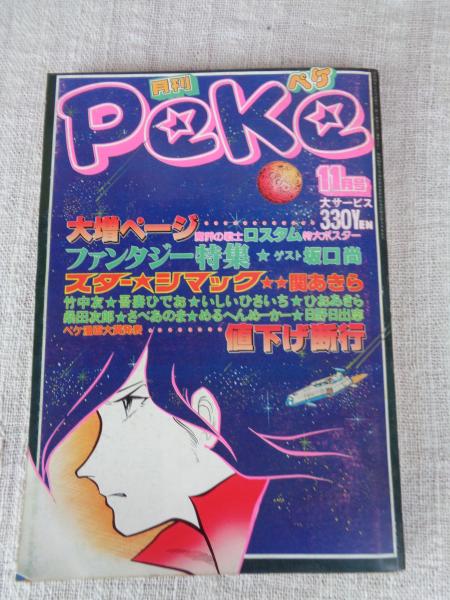 月刊 ペケ
PeKe
11月号
大サービス
330YEN
大増ページ 魔界の戦士ロスタム特大ポスター
ファンタジー特集★ゲスト坂口尚
スター★シマック★★関あきら
竹中友★吾妻ひでお★いしいひさいち★ひおあきら
桑田次郎★さべあのま★めるへんめーかー★日野日出志
ペケ漫画大賞発表 値下げ断行